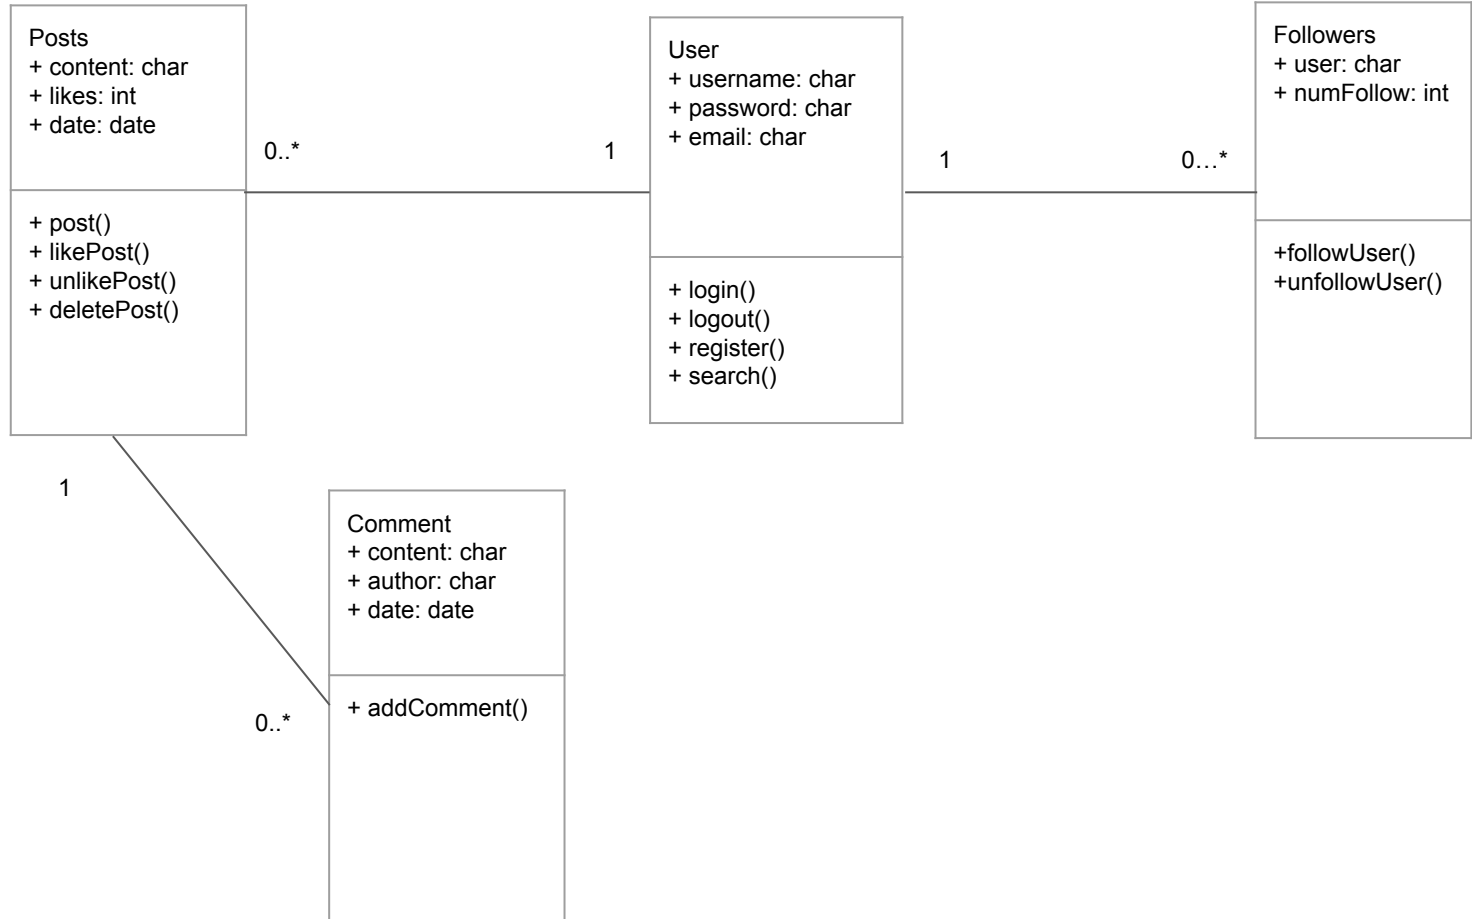 Posts
+ content: char
+ likes: int
+ date: date
+ post()
+ likePost()
+ unlikePost()
+ deletePost()
0..*
1
User
+ username: char
+ password: char
+ email: char
+ login()
+ logout()
+ register()
+ search()
1
0…*
Followers
+ user: char
+ numFollow: int
+followUser()
+unfollowUser()
1
0..*
Comment
+ content: char
+ author: char
+ date: date
+ addComment()